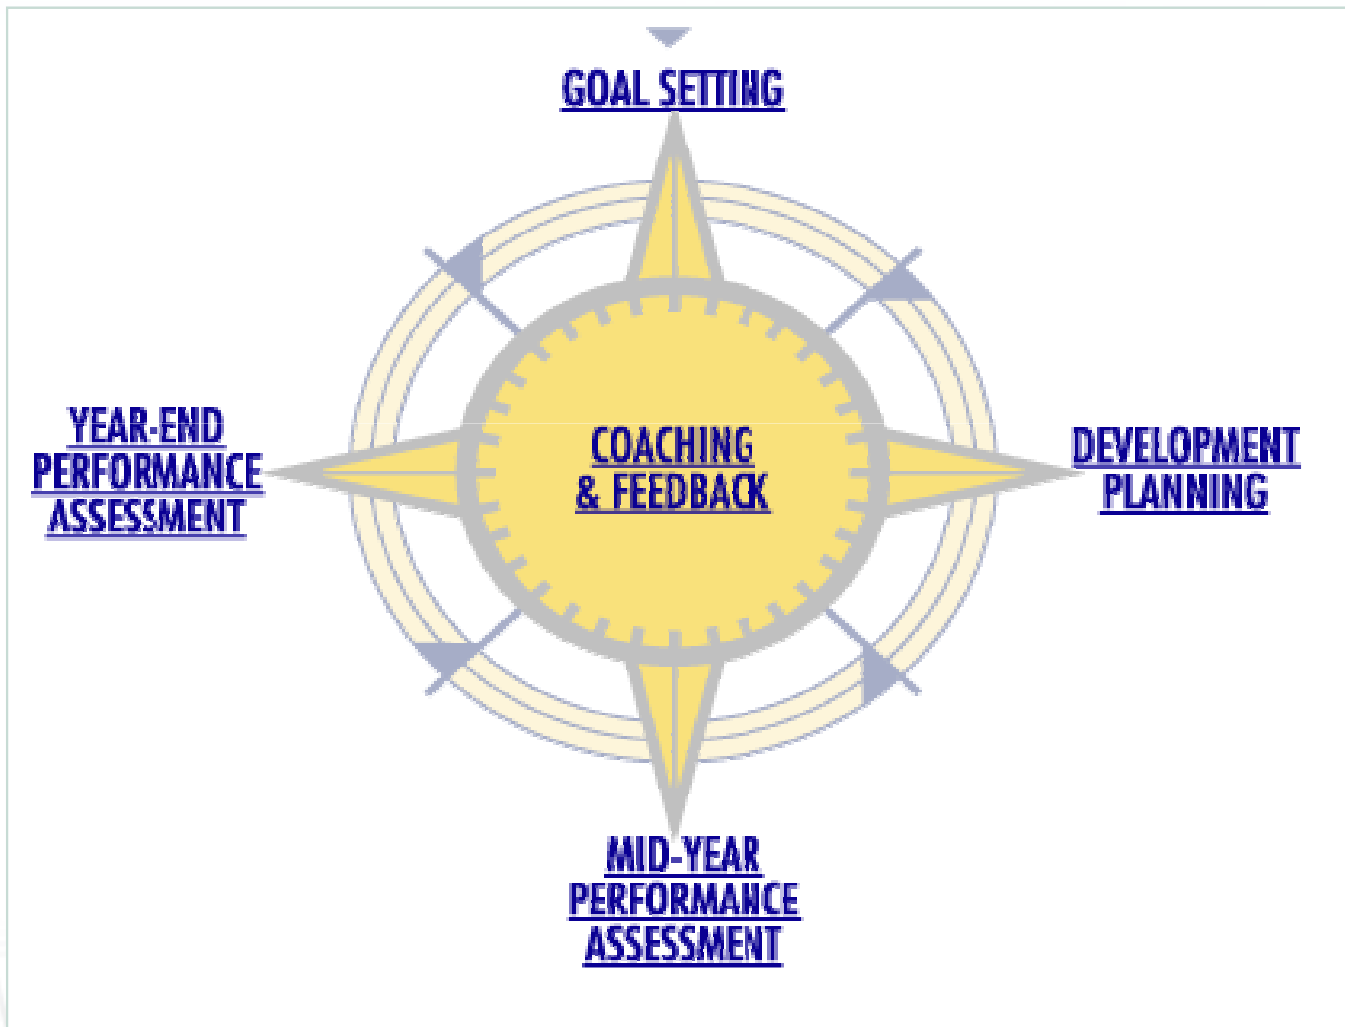 GOAL SETTING
YEAR-END
PERFORMANCE
ASSESSMENT
COACHING
& FEEDBACK
DEVELOPMENT
PLANNING
MID-YEAR
PERFORMANCE
ASSESSMENT